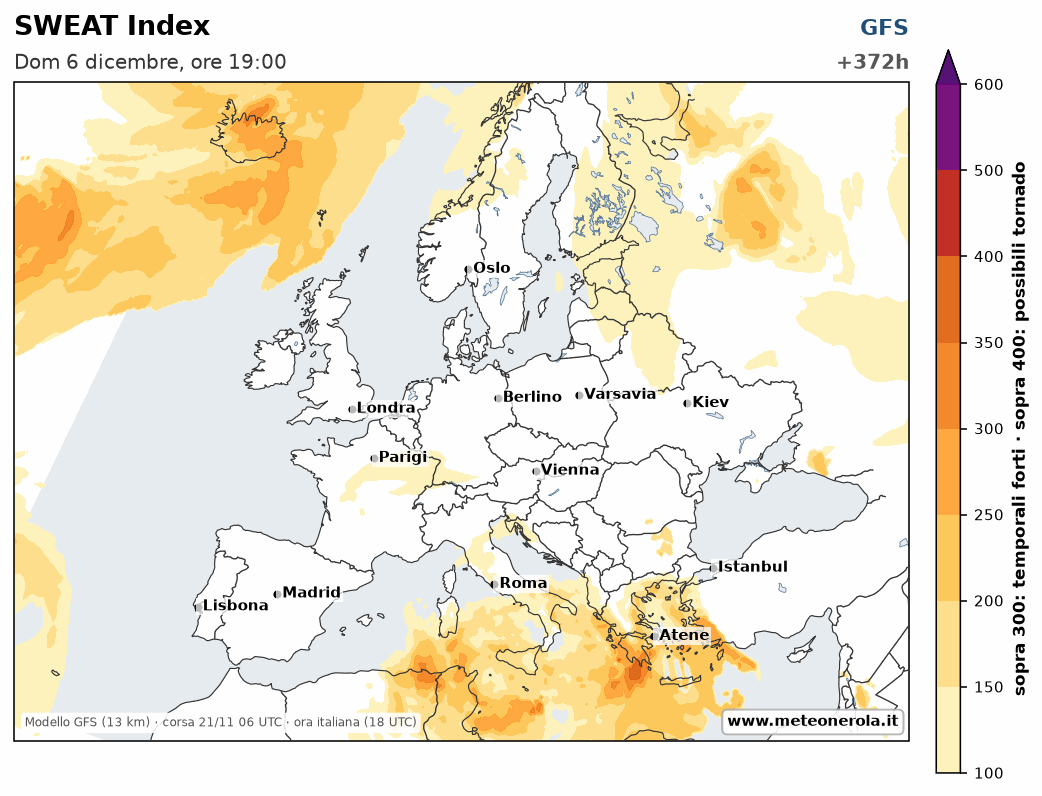 SWEAT Index
GFS
Dom 6 dicembre, ore 19:00
+372h
600
500
400
350
300
250
200
150
100
sopra 300: temporali forti · sopra 400: possibili tornado
Oslo
Berlino
Varsavia
Kiev
Londra
Parigi
Vienna
Istanbul
Roma
Madrid
Lisbona
Atene
Modello GFS (13 km) · corsa 21/11 06 UTC · ora italiana (18 UTC)
www.meteonerola.it